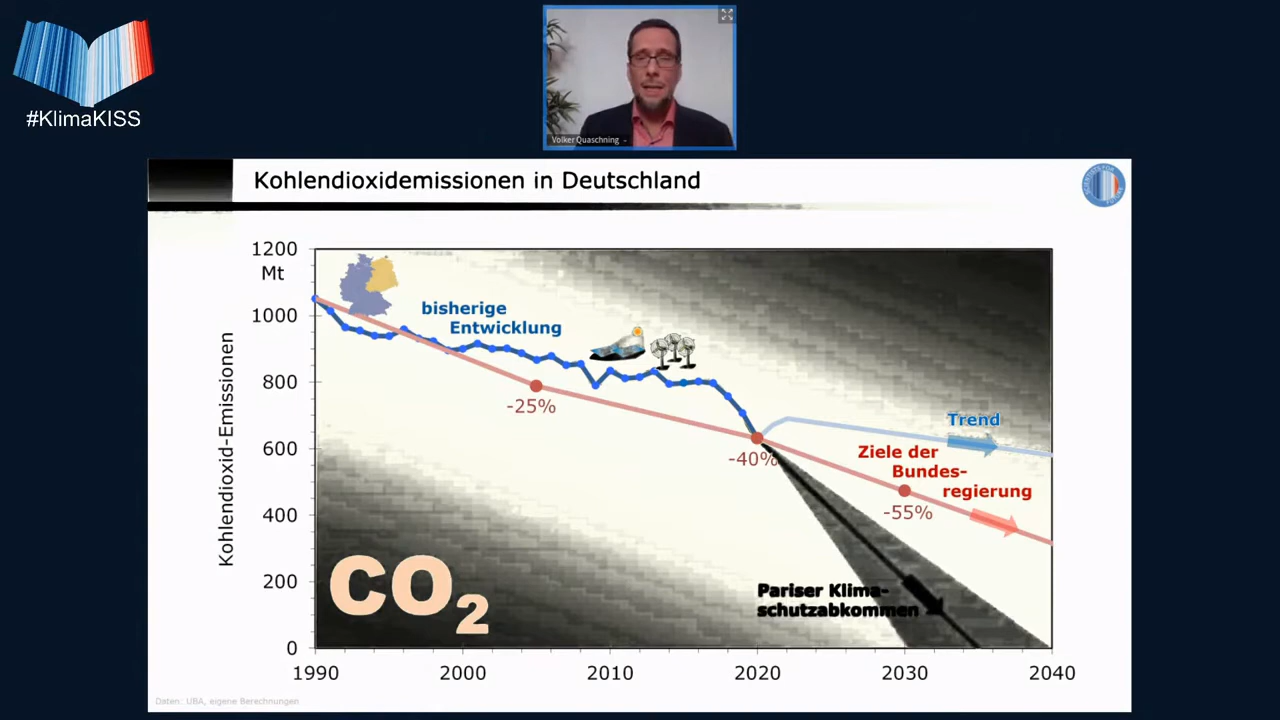 #KlimaKISS
Volker Quaschning
Kohlendioxidemissionen in Deutschland
1200
Mt
1000
800
600
400
200
0
Kohlendioxid-Emissionen
bisherige
Entwicklung
-25%
-40%
Trend
Ziele der
Bundes-
regierung
-55%
Pariser Klima-
schutzabkommen
CO2
1990
2000
2010
2020
2030
2040
Daten: UBA, eigene Berechnungen